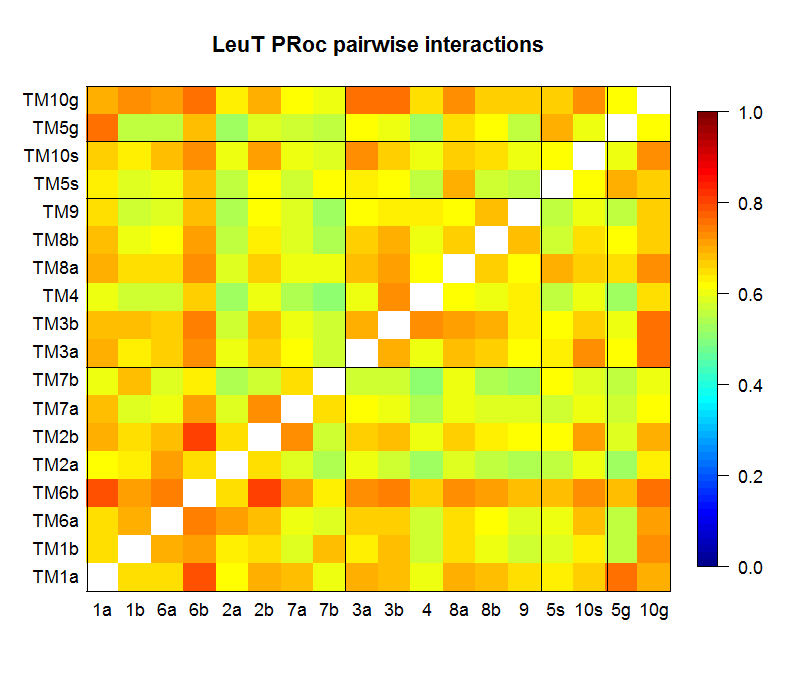 LeuT PRoc pairwise interactions
TM10g
TM5g
TM10s
TM5s
TM9
TM8b
TM8a
TM4
TM3b
TM3a
TM7b
TM7a
TM2b
TM2a
TM6b
TM6a
TM1b
TM1a
1a 1b 6a 6b 2a 2b 7a 7b 3a 3b 4 8a 8b 9 5s 10s 5g 10g
1.0
0.8
0.6
0.4
0.2
0.0